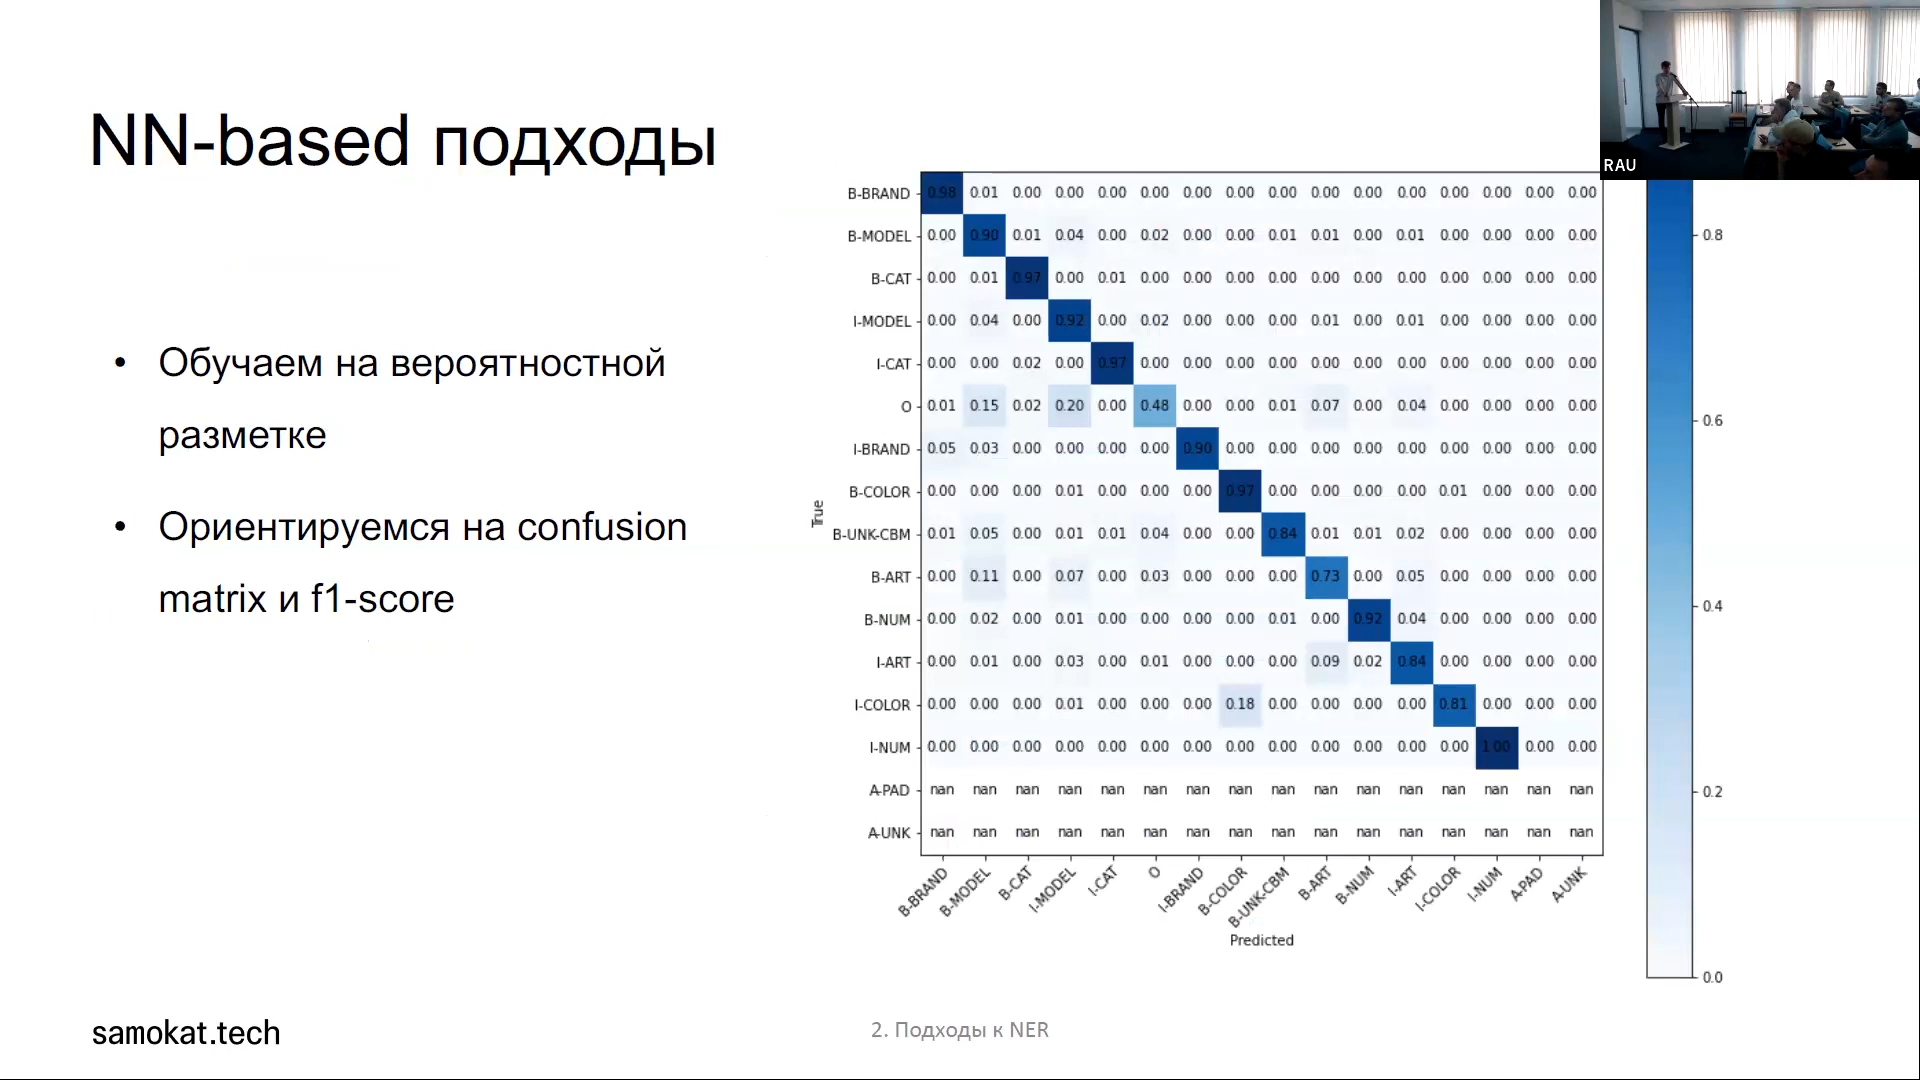 NN-based подходы
• Обучаем на вероятностной
разметке
• Ориентируемся на confusion
matrix и f1-score
RAU
True
B-BRAND 0.98 0.01 0.00 0.00 0.00 0.00 0.00 0.00 0.00 0.00 0.00 0.00 0.00 0.00 0.00 0.00
B-MODEL 0.00 0.90 0.01 0.04 0.00 0.02 0.00 0.00 0.01 0.01 0.00 0.01 0.00 0.00 0.00 0.00
B-CAT 0.00 0.01 0.97 0.00 0.01 0.00 0.00 0.00 0.00 0.00 0.00 0.00 0.00 0.00 0.00 0.00
I-MODEL 0.00 0.04 0.00 0.92 0.00 0.02 0.00 0.00 0.00 0.01 0.00 0.01 0.00 0.00 0.00 0.00
I-CAT 0.00 0.00 0.02 0.00 0.97 0.00 0.00 0.00 0.00 0.00 0.00 0.00 0.00 0.00 0.00 0.00
O 0.01 0.15 0.02 0.20 0.00 0.48 0.00 0.00 0.01 0.07 0.00 0.04 0.00 0.00 0.00 0.00
I-BRAND 0.05 0.03 0.00 0.00 0.00 0.00 0.90 0.00 0.00 0.00 0.00 0.00 0.00 0.00 0.00 0.00
B-COLOR 0.00 0.00 0.00 0.01 0.00 0.00 0.00 0.97 0.00 0.00 0.00 0.00 0.01 0.00 0.00 0.00
B-UNK-CBM 0.01 0.05 0.00 0.01 0.01 0.04 0.00 0.00 0.84 0.01 0.01 0.02 0.00 0.00 0.00 0.00
B-ART 0.00 0.11 0.00 0.07 0.00 0.03 0.00 0.00 0.00 0.73 0.00 0.05 0.00 0.00 0.00 0.00
B-NUM 0.00 0.02 0.00 0.01 0.00 0.00 0.00 0.00 0.01 0.00 0.92 0.04 0.00 0.00 0.00 0.00
I-ART 0.00 0.01 0.00 0.03 0.00 0.01 0.00 0.00 0.00 0.09 0.02 0.84 0.00 0.00 0.00 0.00
I-COLOR 0.00 0.00 0.00 0.01 0.00 0.00 0.00 0.18 0.00 0.00 0.00 0.00 0.81 0.00 0.00 0.00
I-NUM 0.00 0.00 0.00 0.00 0.00 0.00 0.00 0.00 0.00 0.00 0.00 0.00 0.00 1.00 0.00 0.00
A-PAD nan nan nan nan nan nan nan nan nan nan nan nan nan nan nan nan
A-UNK nan nan nan nan nan nan nan nan nan nan nan nan nan nan nan nan
B-BRAND B-MODEL B-CAT I-MODEL I-CAT O I-BRAND B-COLOR B-UNK-CBM B-ART B-NUM I-ART I-COLOR I-NUM A-PAD A-UNK
Predicted
0.8
0.6
0.4
0.2
0.0
samokat.tech
2. Подходы к NER